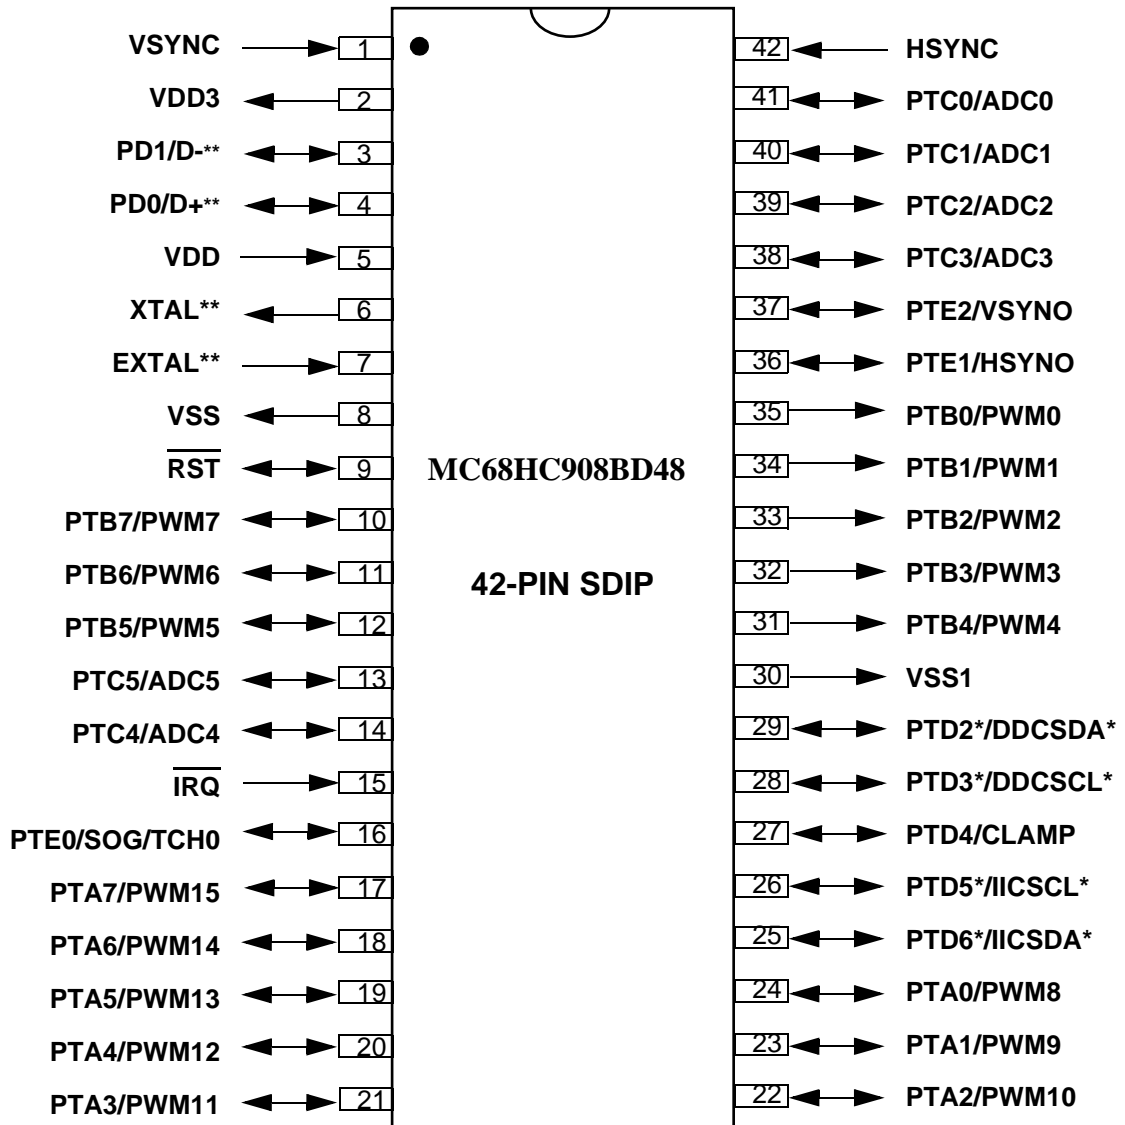 VSYNC 1 42 HSYNC
VDD3 2 41 PTC0/ADC0
PD1/D-** 3 40 PTC1/ADC1
PD0/D+** 4 39 PTC2/ADC2
VDD 5 38 PTC3/ADC3
XTAL** 6 37 PTE2/VSYNO
EXTAL** 7 36 PTE1/HSYNO
VSS 8 35 PTB0/PWM0
RST 9 MC68HC908BD48 34 PTB1/PWM1
PTB7/PWM7 10 33 PTB2/PWM2
PTB6/PWM6 11 42-PIN SDIP 32 PTB3/PWM3
PTB5/PWM5 12 31 PTB4/PWM4
PTC5/ADC5 13 30 VSS1
PTC4/ADC4 14 29 PTD2*/DDCSDA*
IRQ 15 28 PTD3*/DDCSCL*
PTE0/SOG/TCH0 16 27 PTD4/CLAMP
PTA7/PWM15 17 26 PTD5*/IICSCL*
PTA6/PWM14 18 25 PTD6*/IICSDA*
PTA5/PWM13 19 24 PTA0/PWM8
PTA4/PWM12 20 23 PTA1/PWM9
PTA3/PWM11 21 22 PTA2/PWM10